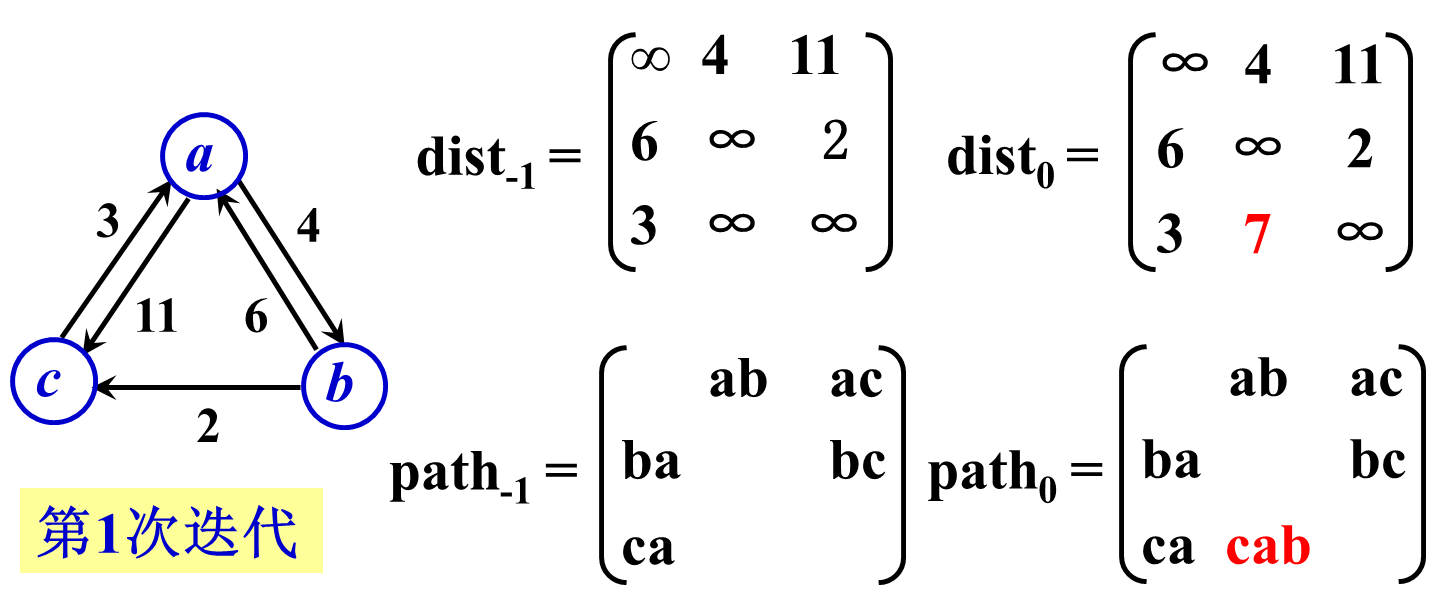 a
3
4
11
6
c
b
2
第1次迭代
dist-1 =
∞ 4 11
6 ∞ 2
3 ∞ ∞
dist0 =
∞ 4 11
6 ∞ 2
3 7 ∞
path-1 =
ab ac
ba bc
ca
path0 =
ab ac
ba bc
ca cab